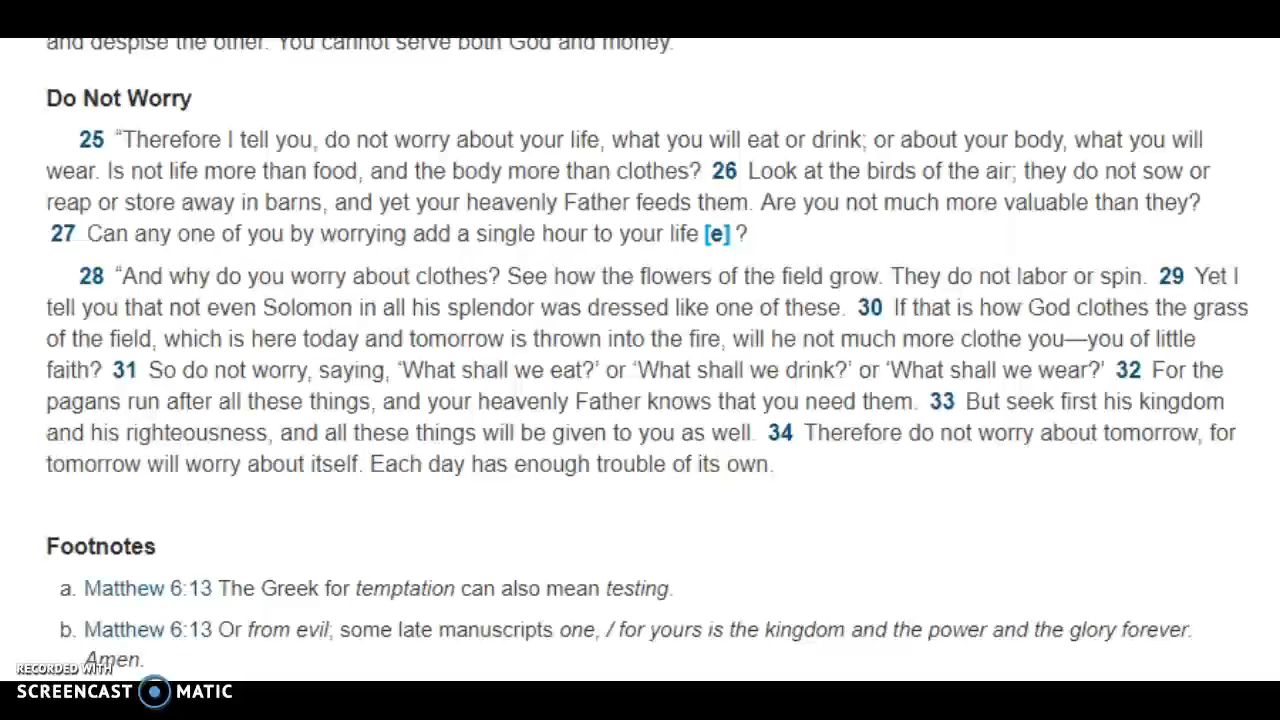 and despise the other. You cannot serve both God and money.
Do Not Worry
25 “Therefore I tell you, do not worry about your life, what you will eat or drink; or about your body, what you will
wear. Is not life more than food, and the body more than clothes? 26 Look at the birds of the air; they do not sow or
reap or store away in barns, and yet your heavenly Father feeds them. Are you not much more valuable than they?
27 Can any one of you by worrying add a single hour to your life [e] ?
28 “And why do you worry about clothes? See how the flowers of the field grow. They do not labor or spin. 29 Yet I
tell you that not even Solomon in all his splendor was dressed like one of these. 30 If that is how God clothes the grass
of the field, which is here today and tomorrow is thrown into the fire, will he not much more clothe you—you of little
faith? 31 So do not worry, saying, ‘What shall we eat?’ or ‘What shall we drink?’ or ‘What shall we wear?’ 32 For the
pagans run after all these things, and your heavenly Father knows that you need them. 33 But seek first his kingdom
and his righteousness, and all these things will be given to you as well. 34 Therefore do not worry about tomorrow, for
tomorrow will worry about itself. Each day has enough trouble of its own.
Footnotes
a. Matthew 6:13 The Greek for temptation can also mean testing.
b. Matthew 6:13 Or from evil; some late manuscripts one, / for yours is the kingdom and the power and the glory forever.
Amen.
RECORDED WITH
SCREENCAST MATIC